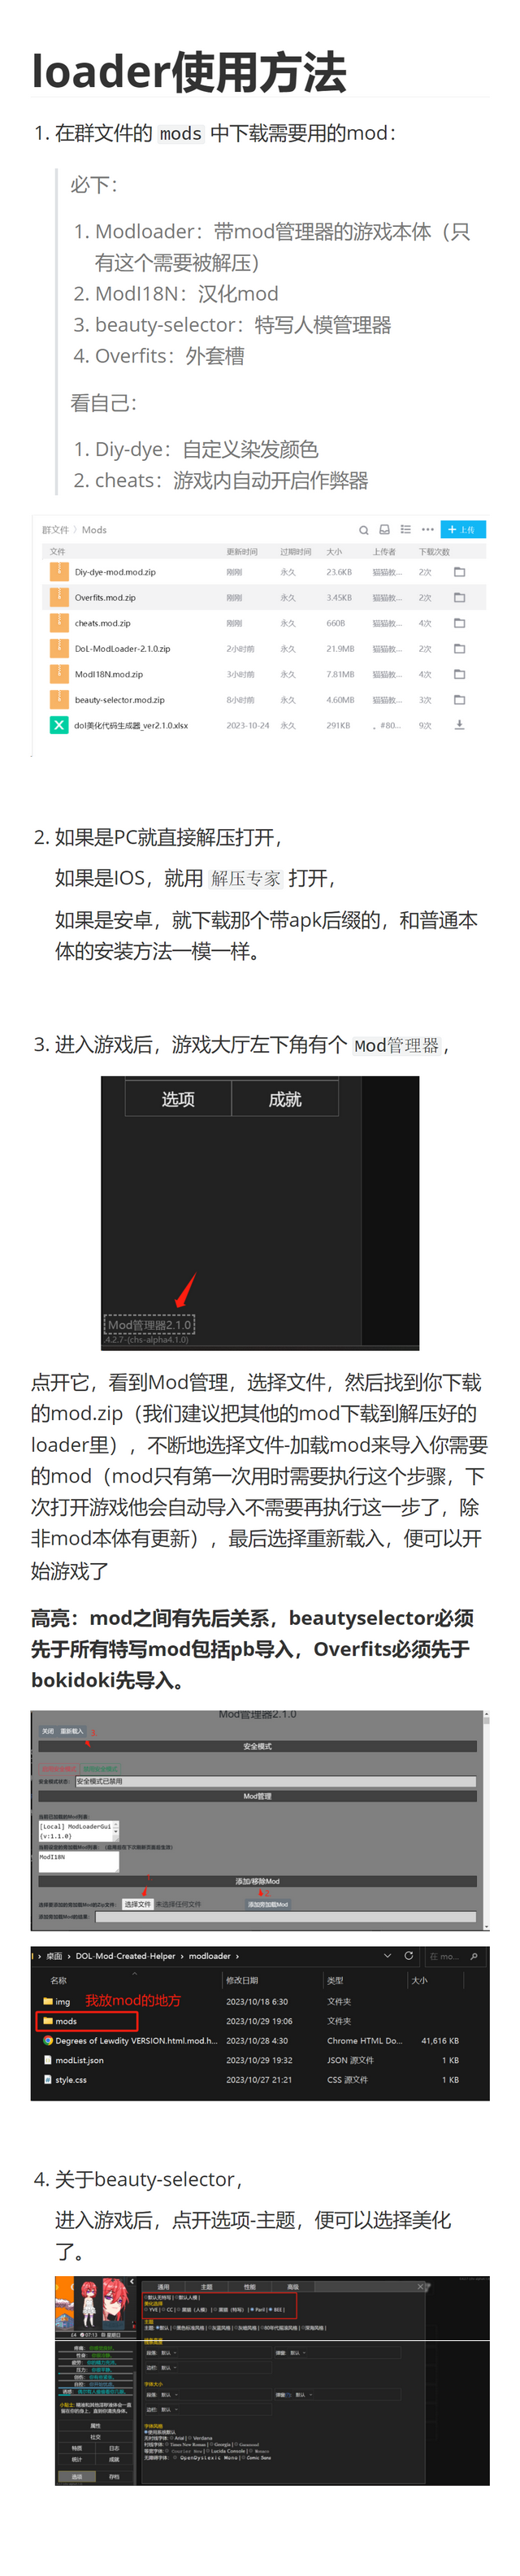 loader使用方法
1. 在群文件的 mods 中下载需要用的mod：
必下：
1. Modloader：带mod管理器的游戏本体（只
有这个需要被解压）
2. ModI18N：汉化mod
3. beauty-selector：特写人模管理器
4. Overfits：外套槽
看自己：
1. Diy-dye：自定义染发颜色
2. cheats：游戏内自动开启作弊器
群文件 > Mods
+ 上传
文件 更新时间 过期时间 大小 上传者 下载次数
Diy-dye-mod.mod.zip 刚刚 永久 23.6KB 猫猫教... 2次
Overfits.mod.zip 刚刚 永久 3.45KB 猫猫教... 2次
cheats.mod.zip 刚刚 永久 660B 猫猫教... 4次
DoL-ModLoader-2.1.0.zip 2小时前 永久 21.9MB 猫猫教... 2次
ModI18N.mod.zip 3小时前 永久 7.81MB 猫猫教... 4次
beauty-selector.mod.zip 8小时前 永久 4.60MB 猫猫教... 3次
dol美化代码生成器_ver2.1.0.xlsx 2023-10-24 永久 291KB 。#80... 9次
2. 如果是PC就直接解压打开，
如果是IOS，就用 解压专家 打开，
如果是安卓，就下载那个带apk后缀的，和普通本
体的安装方法一模一样。
3. 进入游戏后，游戏大厅左下角有个 Mod管理器，
选项 成就
Mod管理器2.1.0
4.2.7-(chs-alpha4.1.0)
点开它，看到Mod管理，选择文件，然后找到你下载
的mod.zip（我们建议把其他的mod下载到解压好的
loader里），不断地选择文件-加载mod来导入你需要
的mod（mod只有第一次用时需要执行这个步骤，下
次打开游戏他会自动导入不需要再执行这一步了，除
非mod本体有更新），最后选择重新载入，便可以开
始游戏了
高亮：mod之间有先后关系，beautyselector必须
先于所有特写mod包括pb导入，Overfits必须先于
bokidoki先导入。
Mod管理器2.1.0
关闭 重新载入
安全模式
安全模式状态： 安全模式已禁用
Mod管理
[Local] ModLoaderGui
{v:1.1.0}
ModI18N
添加/移除Mod
选择文件 未选择任何文件 添加旁加载Mod
› 桌面 › DOL-Mod-Created-Helper › modloader › 在 mo...
名称 修改日期 类型 大小
img 我放mod的地方 2023/10/18 6:30 文件夹
mods 2023/10/29 19:06 文件夹
Degrees of Lewdity VERSION.html.mod.h... 2023/10/28 4:30 Chrome HTML Do... 41,616 KB
modList.json 2023/10/29 19:32 JSON 源文件 1 KB
style.css 2023/10/27 21:21 CSS 源文件 1 KB
4. 关于beauty-selector，
进入游戏后，点开选项-主题，便可以选择美化
了。
通用 主题 性能 高级
属性
社交
特质 日志
统计 成就
选项 存档
字体大小
字体风格